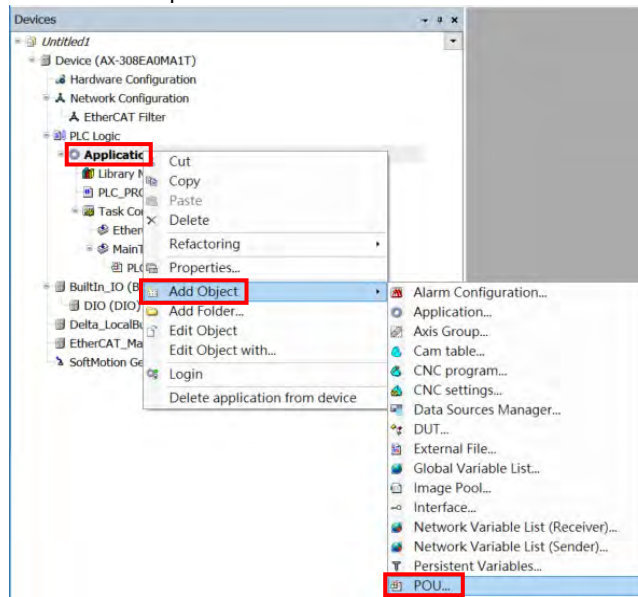 Devices
Untitled1
Device (AX-308EA0MA1T)
Hardware Configuration
Network Configuration
EtherCAT Filter
PLC Logic
Applicatio
Library M
PLC_PRG
Task Co
Ether
MainT
PLC
BuiltIn_IO (B
DIO (DIO)
Delta_LocalBu
EtherCAT_Ma
SoftMotion Ge
Cut
Copy
Paste
Delete
Refactoring
Properties...
Add Object
Add Folder...
Edit Object
Edit Object with...
Login
Delete application from device
Alarm Configuration...
Application...
Axis Group...
Cam table...
CNC program...
CNC settings...
Data Sources Manager...
DUT...
External File...
Global Variable List...
Image Pool...
Interface...
Network Variable List (Receiver)...
Network Variable List (Sender)...
Persistent Variables...
POU...